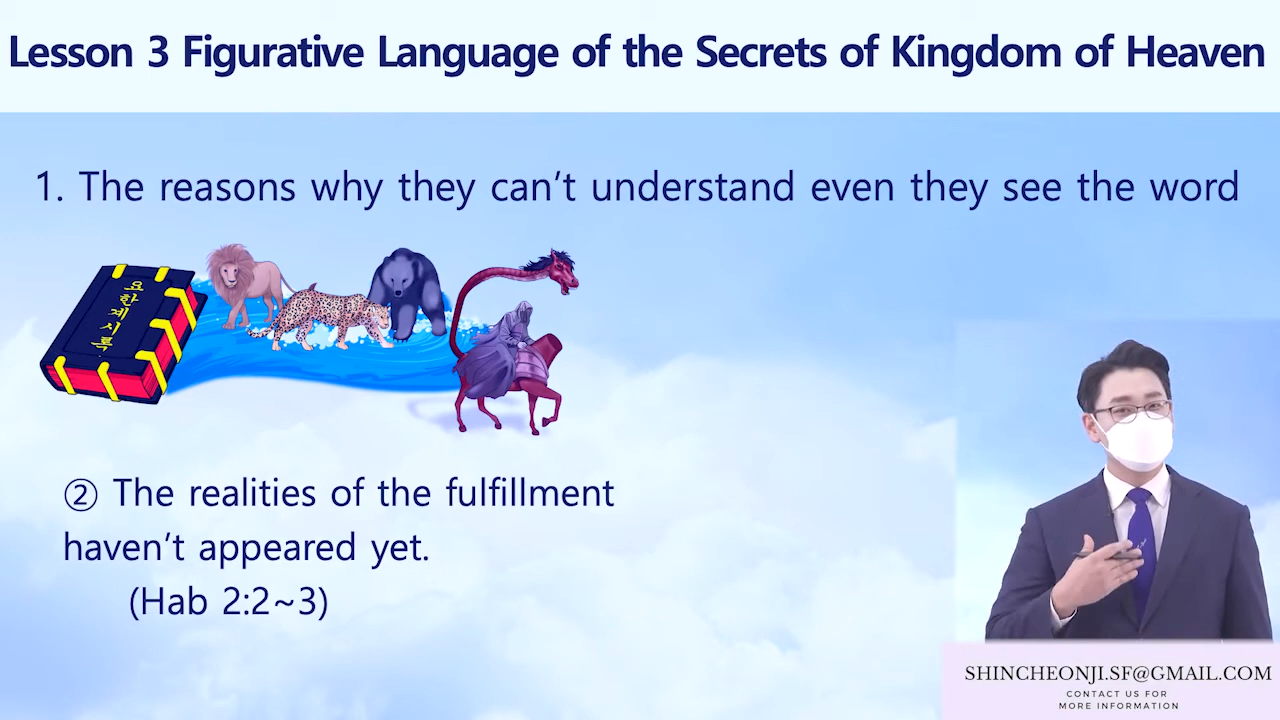 Lesson 3 Figurative Language of the Secrets of Kingdom of Heaven
1. The reasons why they can't understand even they see the word
요한계시록
② The realities of the fulfillment
haven't appeared yet.
(Hab 2:2~3)
SHINCHEONJI.SF@GMAIL.COM
CONTACT US FOR
MORE INFORMATION